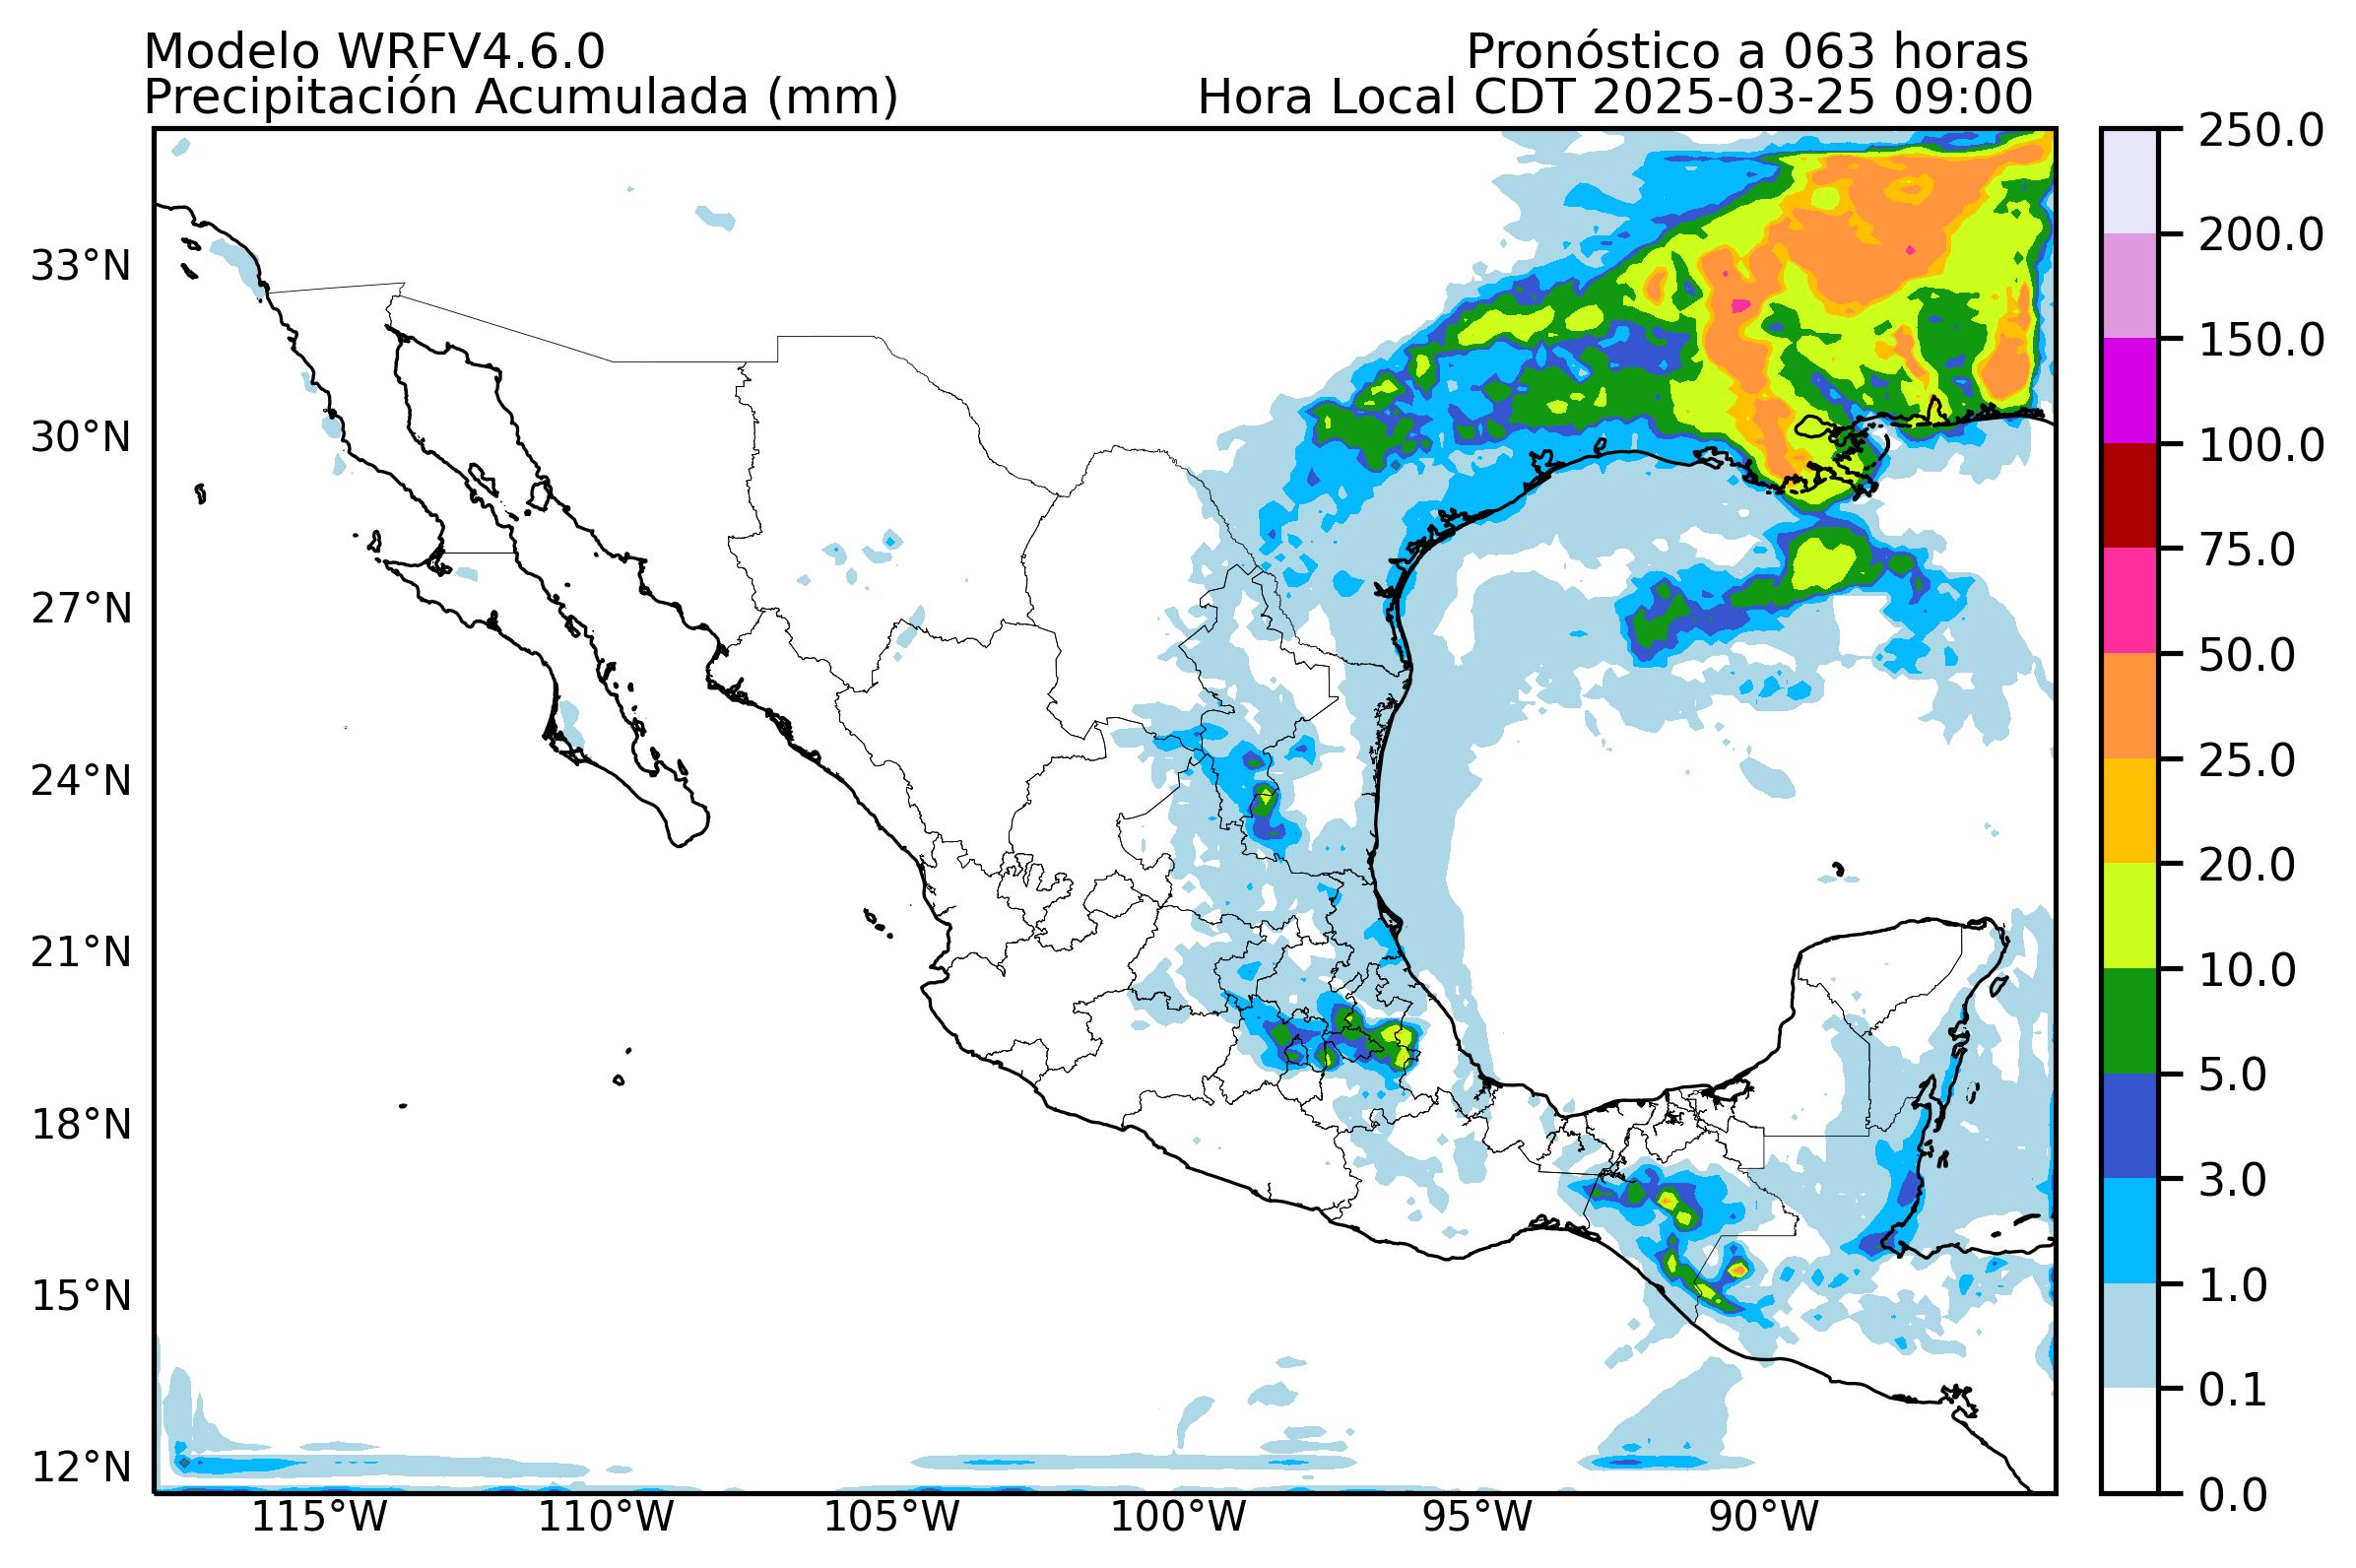 Modelo WRFV4.6.0
Pronóstico a 063 horas
Precipitación Acumulada (mm)
Hora Local CDT 2025-03-25 09:00
250.0
200.0
150.0
100.0
75.0
50.0
25.0
20.0
10.0
5.0
3.0
1.0
0.1
0.0
33°N
30°N
27°N
24°N
21°N
18°N
15°N
12°N
115°W
110°W
105°W
100°W
95°W
90°W